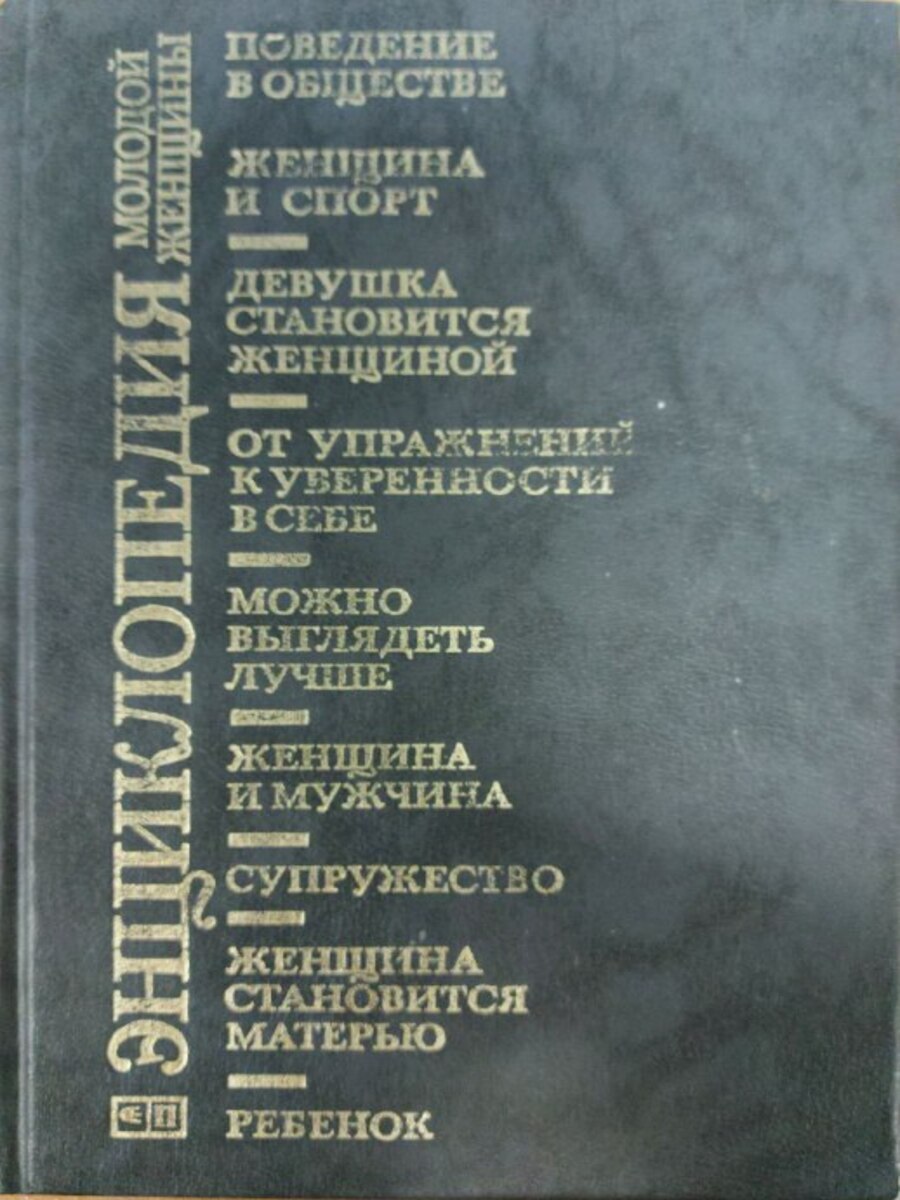 ЭНЦИКЛОПЕДИЯ
МОЛОДОЙ
ЖЕНЩИНЫ
ПОВЕДЕНИЕ
В ОБЩЕСТВЕ
ЖЕНЩИНА
И СПОРТ
ДЕВУШКА
СТАНОВИТСЯ
ЖЕНЩИНОЙ
ОТ УПРАЖНЕНИЙ
К УВЕРЕННОСТИ
В СЕБЕ
МОЖНО
ВЫГЛЯДЕТЬ
ЛУЧШЕ
ЖЕНЩИНА
И МУЖЧИНА
СУПРУЖЕСТВО
ЖЕНЩИНА
СТАНОВИТСЯ
МАТЕРЬЮ
РЕБЕНОК